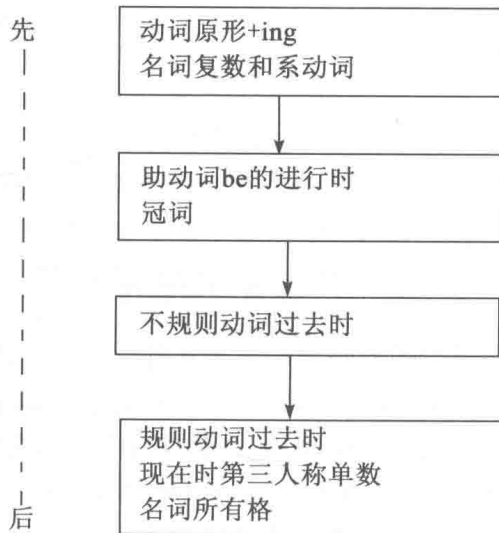 先
动词原形+ing
名词复数和系动词
助动词be的进行时
冠词
不规则动词过去时
规则动词过去时
现在时第三人称单数
名词所有格
后